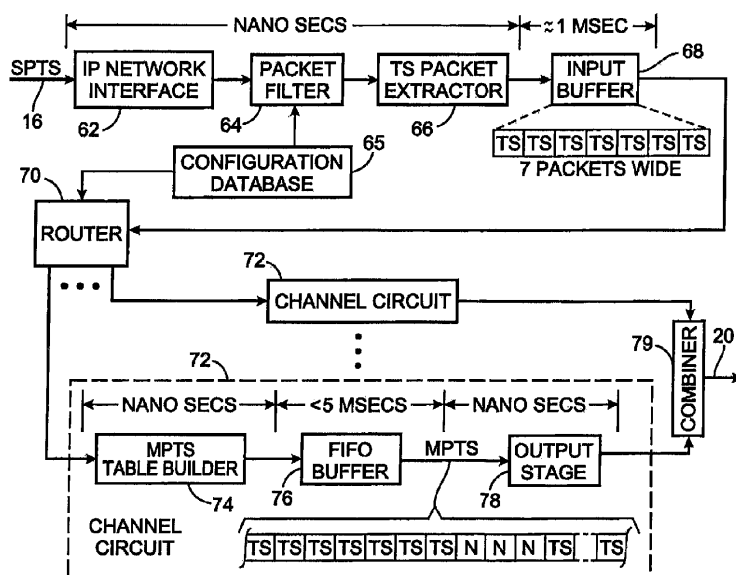 NANO SECS
≈1 MSEC
SPTS
16
IP NETWORK
INTERFACE
62
PACKET
FILTER
64
TS PACKET
EXTRACTOR
66
INPUT
BUFFER
68
TS TS TS TS TS TS TS
7 PACKETS WIDE
CONFIGURATION
DATABASE
65
70
ROUTER
72
CHANNEL CIRCUIT
79
COMBINER
20
72
NANO SECS
<5 MSECS
NANO SECS
MPTS
TABLE BUILDER
74
FIFO
BUFFER
76
MPTS
OUTPUT
STAGE
78
CHANNEL
CIRCUIT
TS TS TS TS TS TS TS N N N TS TS